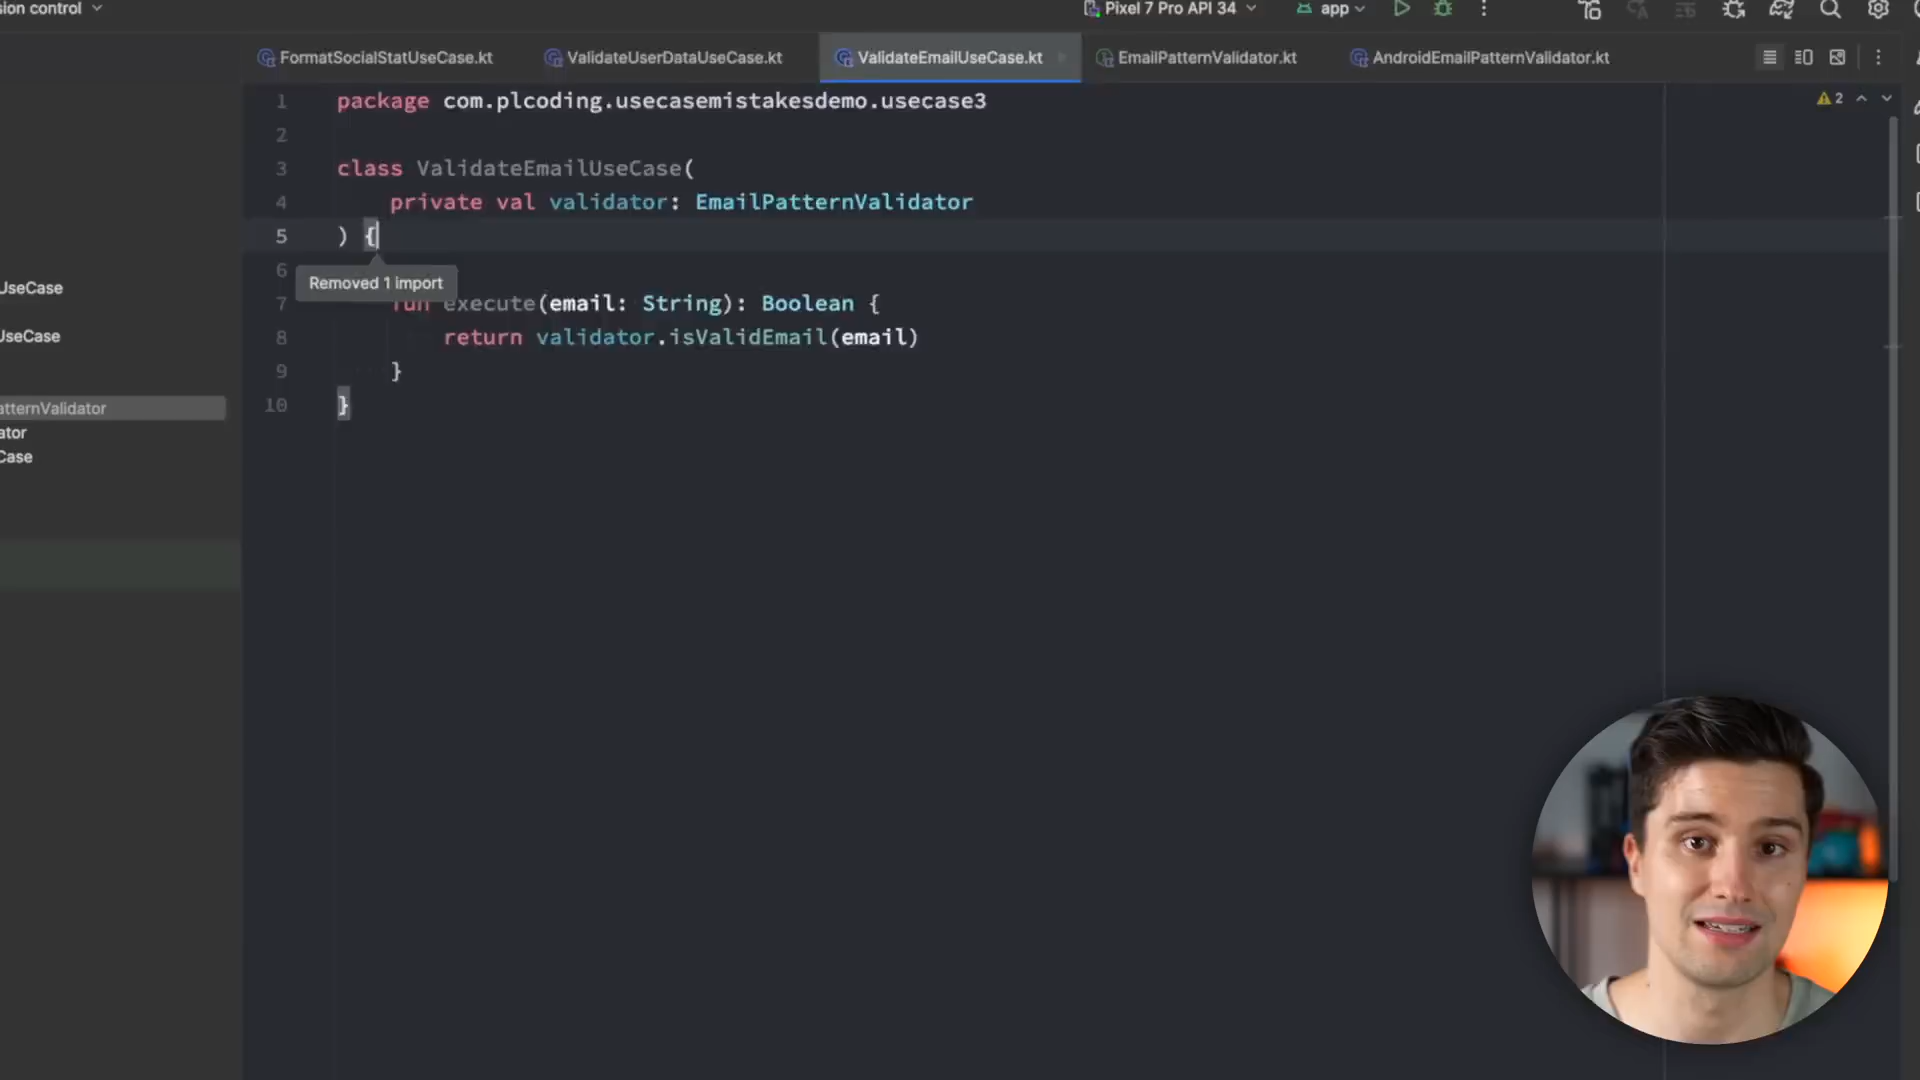 sion control
Pixel 7 Pro API 34
app
FormatSocialStatUseCase.kt
ValidateUserDataUseCase.kt
ValidateEmailUseCase.kt
EmailPatternValidator.kt
AndroidEmailPatternValidator.kt
2
1 package com.plcoding.usecasemistakesdemo.usecase3
2
3 class ValidateEmailUseCase(
4 private val validator: EmailPatternValidator
5 ) {
6
Removed 1 import
7 fun execute(email: String): Boolean {
8 return validator.isValidEmail(email)
9 }
10 }
UseCase
UseCase
atternValidator
ator
Case